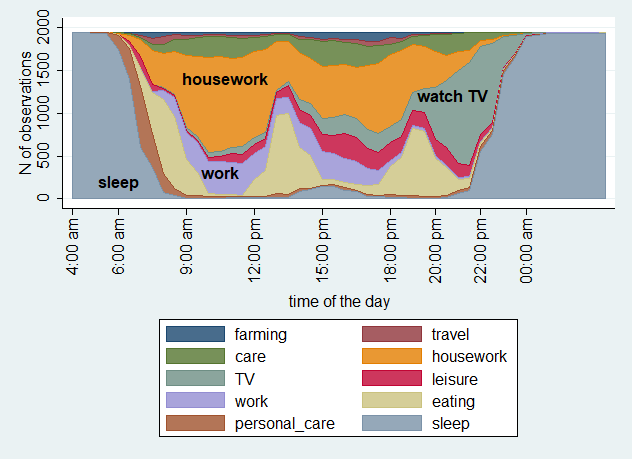 2000
1500
1000
500
0
N of observations
housework
watch TV
work
sleep
4:00 am
6:00 am
9:00 am
12:00 pm
15:00 pm
18:00 pm
20:00 pm
22:00 pm
00:00 am
time of the day
farming travel
care housework
TV leisure
work eating
personal_care sleep